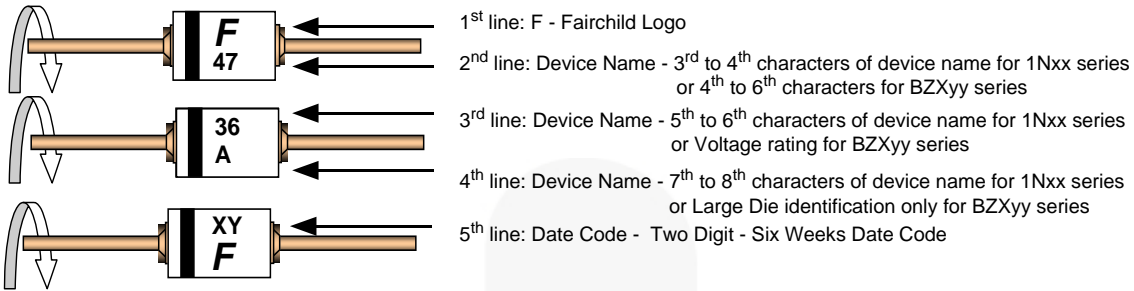 F
47
36
A
XY
F
1st line: F - Fairchild Logo
2nd line: Device Name - 3rd to 4th characters of device name for 1Nxx series
or 4th to 6th characters for BZXyy series
3rd line: Device Name - 5th to 6th characters of device name for 1Nxx series
or Voltage rating for BZXyy series
4th line: Device Name - 7th to 8th characters of device name for 1Nxx series
or Large Die identification only for BZXyy series
5th line: Date Code - Two Digit - Six Weeks Date Code